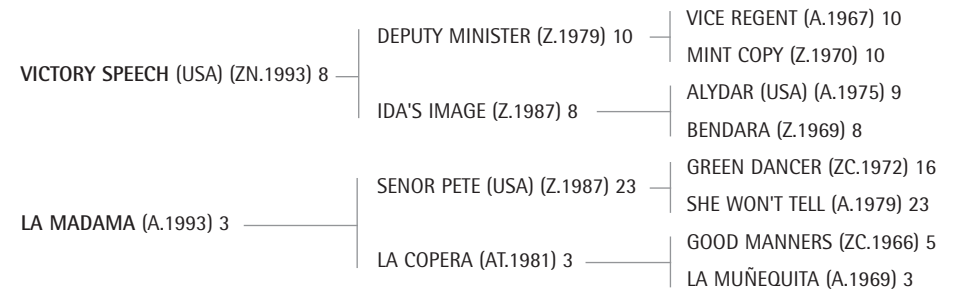 VICE REGENT (A.1967) 10
DEPUTY MINISTER (Z.1979) 10
MINT COPY (Z.1970) 10
VICTORY SPEECH (USA) (ZN.1993) 8
ALYDAR (USA) (A.1975) 9
IDA'S IMAGE (Z.1987) 8
BENDARA (Z.1969) 8
GREEN DANCER (ZC.1972) 16
SENOR PETE (USA) (Z.1987) 23
SHE WON'T TELL (A.1979) 23
LA MADAMA (A.1993) 3
GOOD MANNERS (ZC.1966) 5
LA COPERA (AT.1981) 3
LA MUÑEQUITA (A.1969) 3